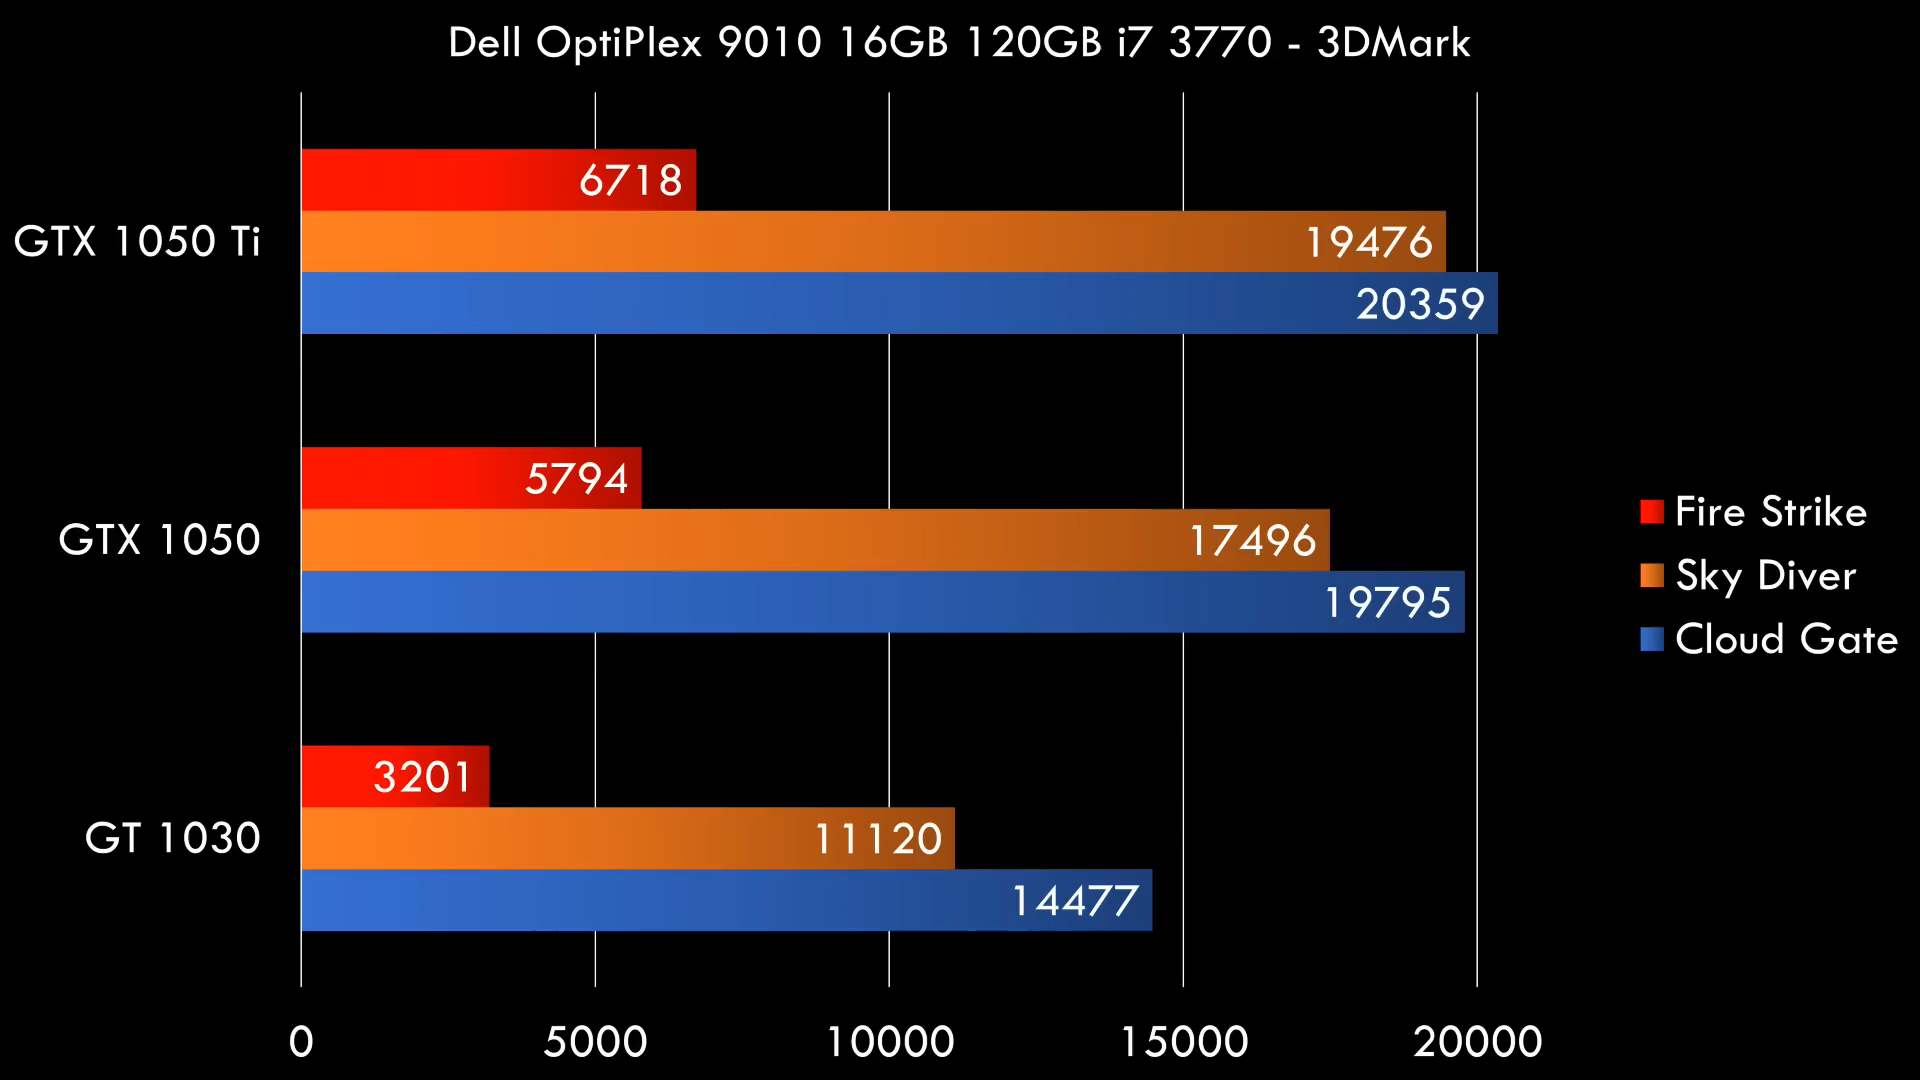 Dell OptiPlex 9010 16GB 120GB i7 3770 - 3DMark
GTX 1050 Ti
6718
19476
20359
GTX 1050
5794
17496
19795
GT 1030
3201
11120
14477
Fire Strike
Sky Diver
Cloud Gate
0 5000 10000 15000 20000